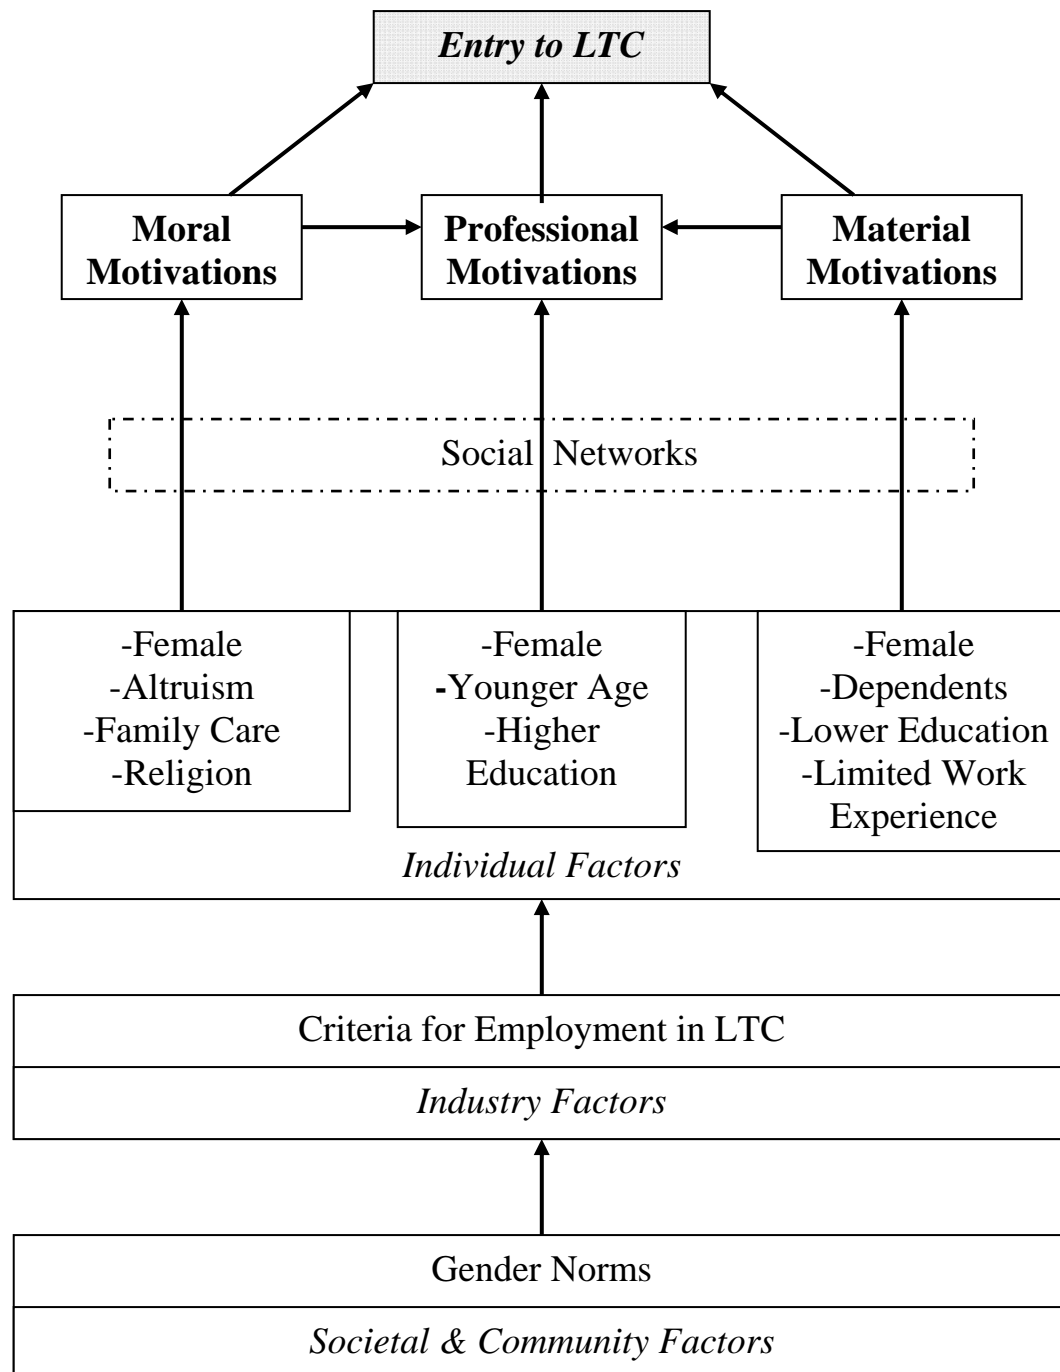 Entry to LTC
Moral
Motivations
Professional
Motivations
Material
Motivations
Social Networks
-Female
-Altruism
-Family Care
-Religion
-Female
-Younger Age
-Higher
Education
-Female
-Dependents
-Lower Education
-Limited Work
Experience
Individual Factors
Criteria for Employment in LTC
Industry Factors
Gender Norms
Societal & Community Factors